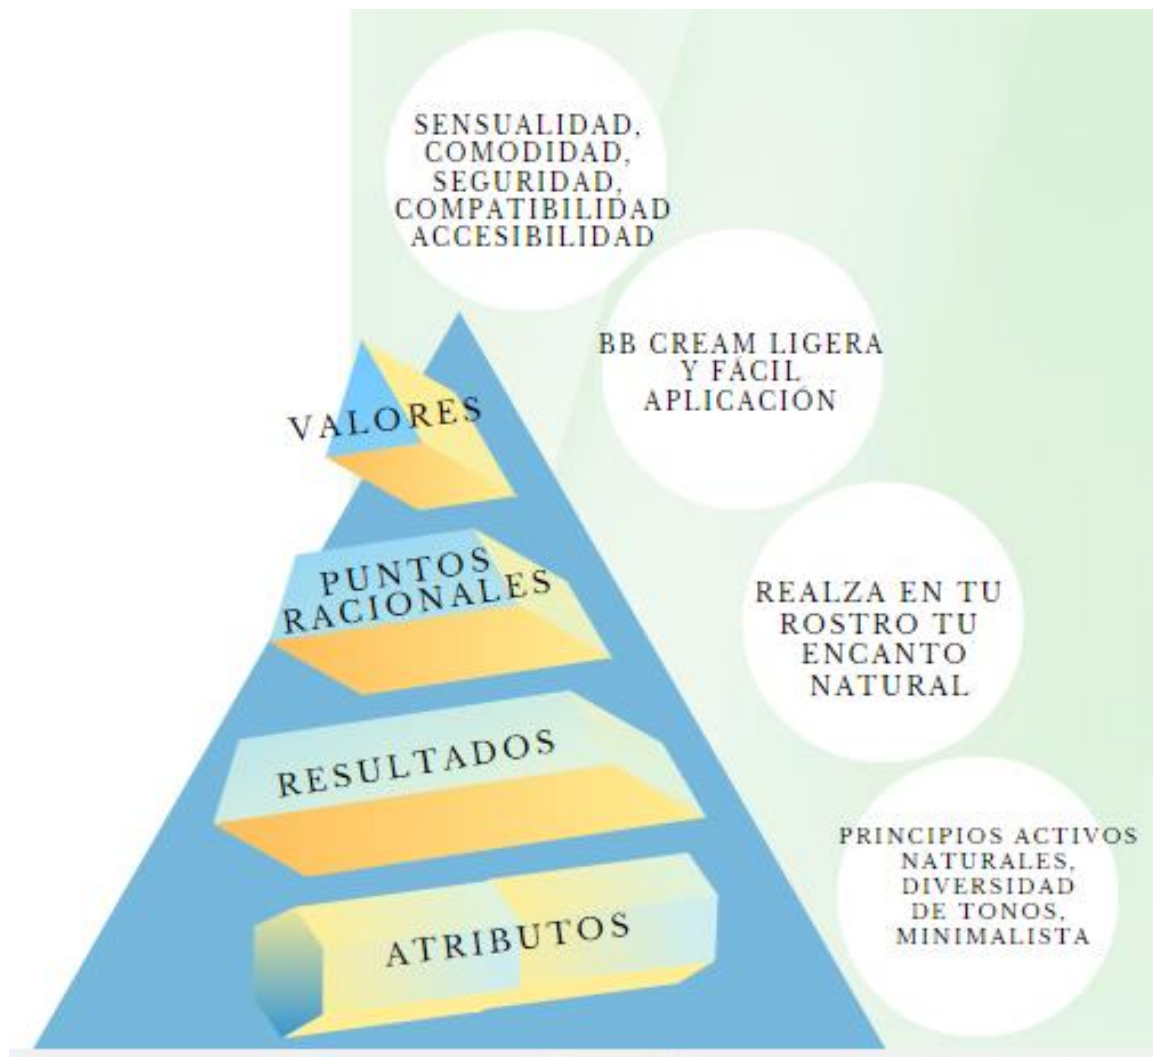 SENSUALIDAD,
COMODIDAD,
SEGURIDAD,
COMPATIBILIDAD
ACCESIBILIDAD
VALORES
BB CREAM LIGERA
Y FÁCIL
APLICACIÓN
PUNTOS
RACIONALES
REALZA EN TU
ROSTRO TU
ENCANTO
NATURAL
RESULTADOS
PRINCIPIOS ACTIVOS
NATURALES,
DIVERSIDAD
DE TONOS,
MINIMALISTA
ATRIBUTOS